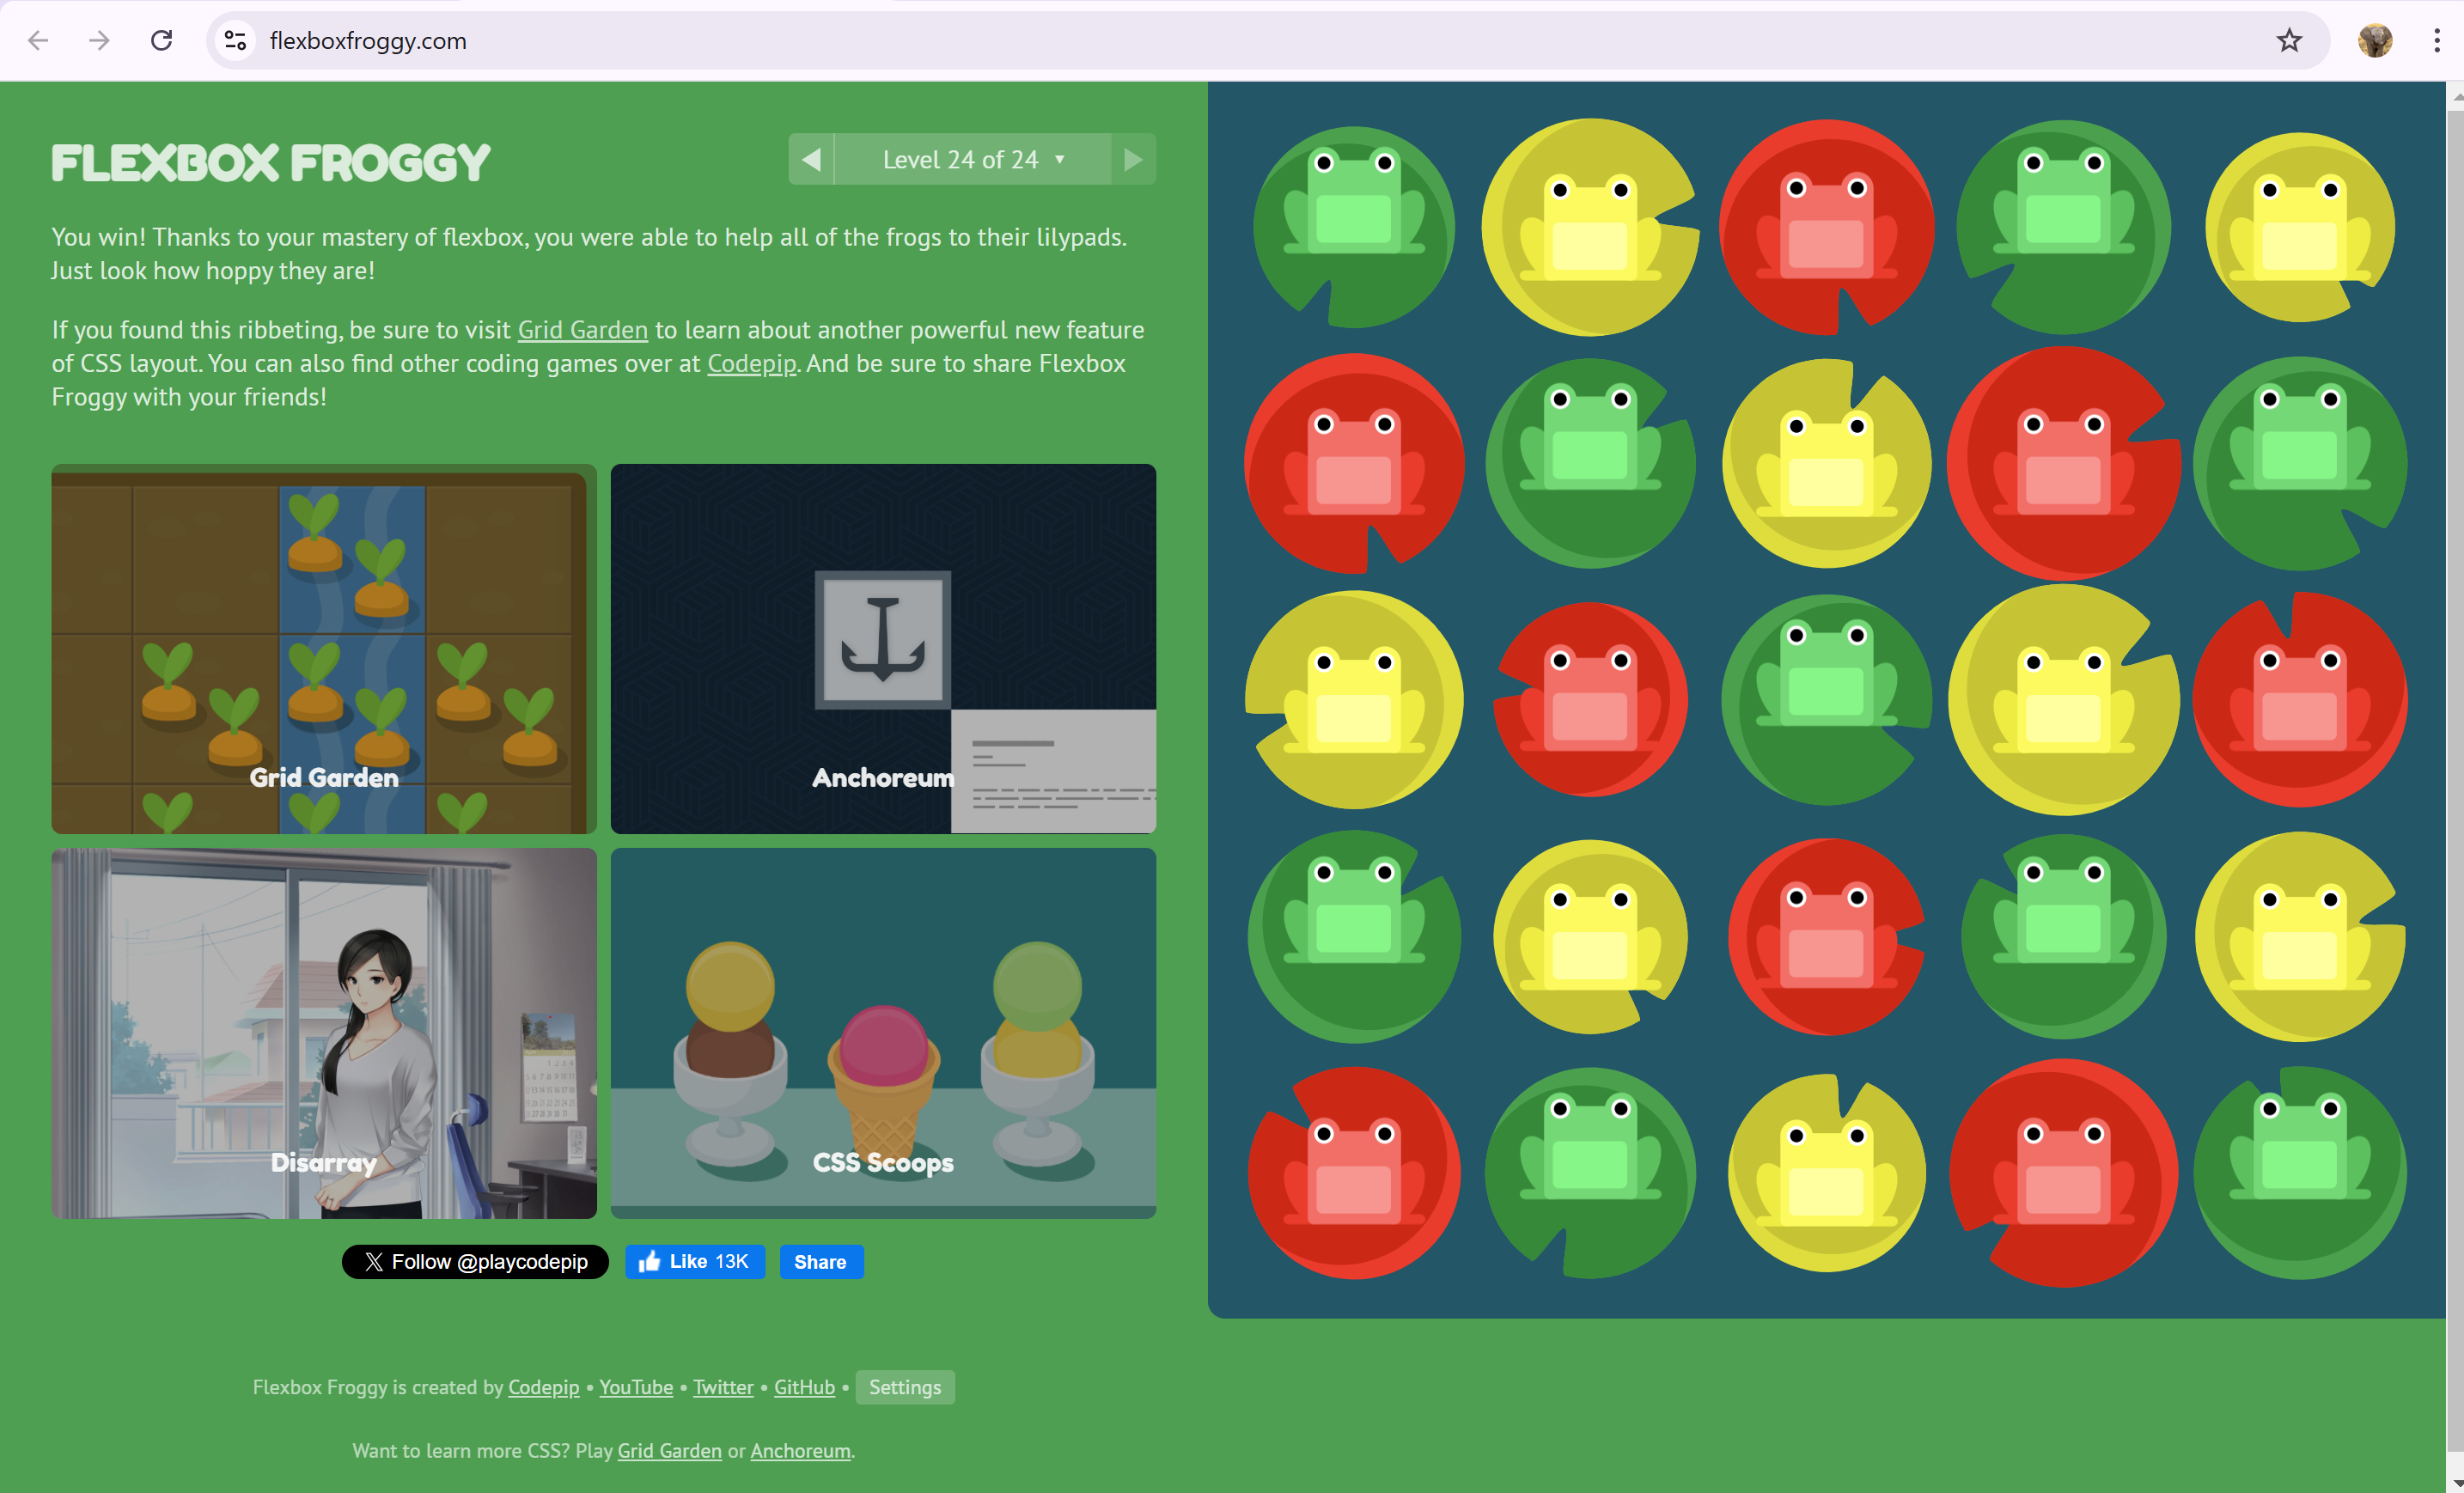 flexboxfroggy.com
FLEXBOX FROGGY
Level 24 of 24
You win! Thanks to your mastery of flexbox, you were able to help all of the frogs to their lilypads.
Just look how hoppy they are!
If you found this ribbeting, be sure to visit Grid Garden to learn about another powerful new feature
of CSS layout. You can also find other coding games over at Codepip. And be sure to share Flexbox
Froggy with your friends!
Grid Garden
Anchoreum
Disarray
CSS Scoops
Follow @playcodepip
Like 13K
Share
Flexbox Froggy is created by Codepip • YouTube • Twitter • GitHub • Settings
Want to learn more CSS? Play Grid Garden or Anchoreum.